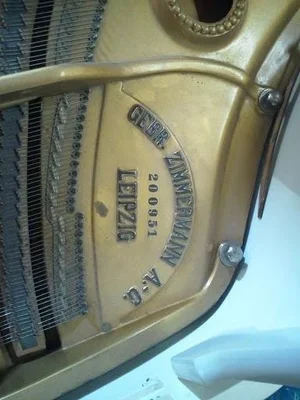 GEBR. ZIMMERMANN A.-G.
200951
LEIPZIG